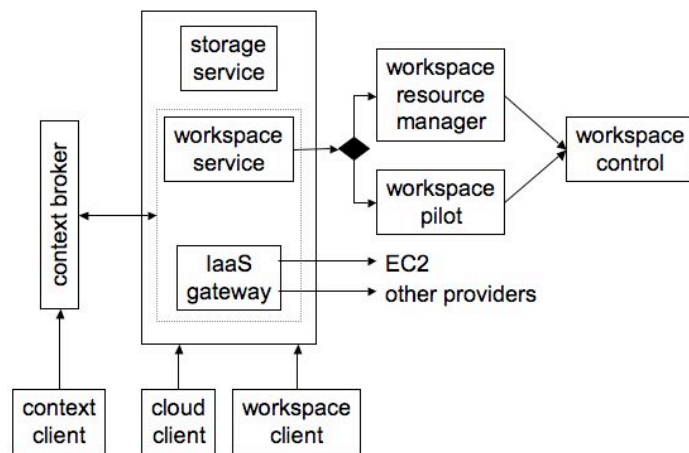 storage
service
workspace
service
IaaS
gateway
context broker
workspace
resource
manager
workspace
pilot
workspace
control
EC2
other providers
context
client
cloud
client
workspace
client